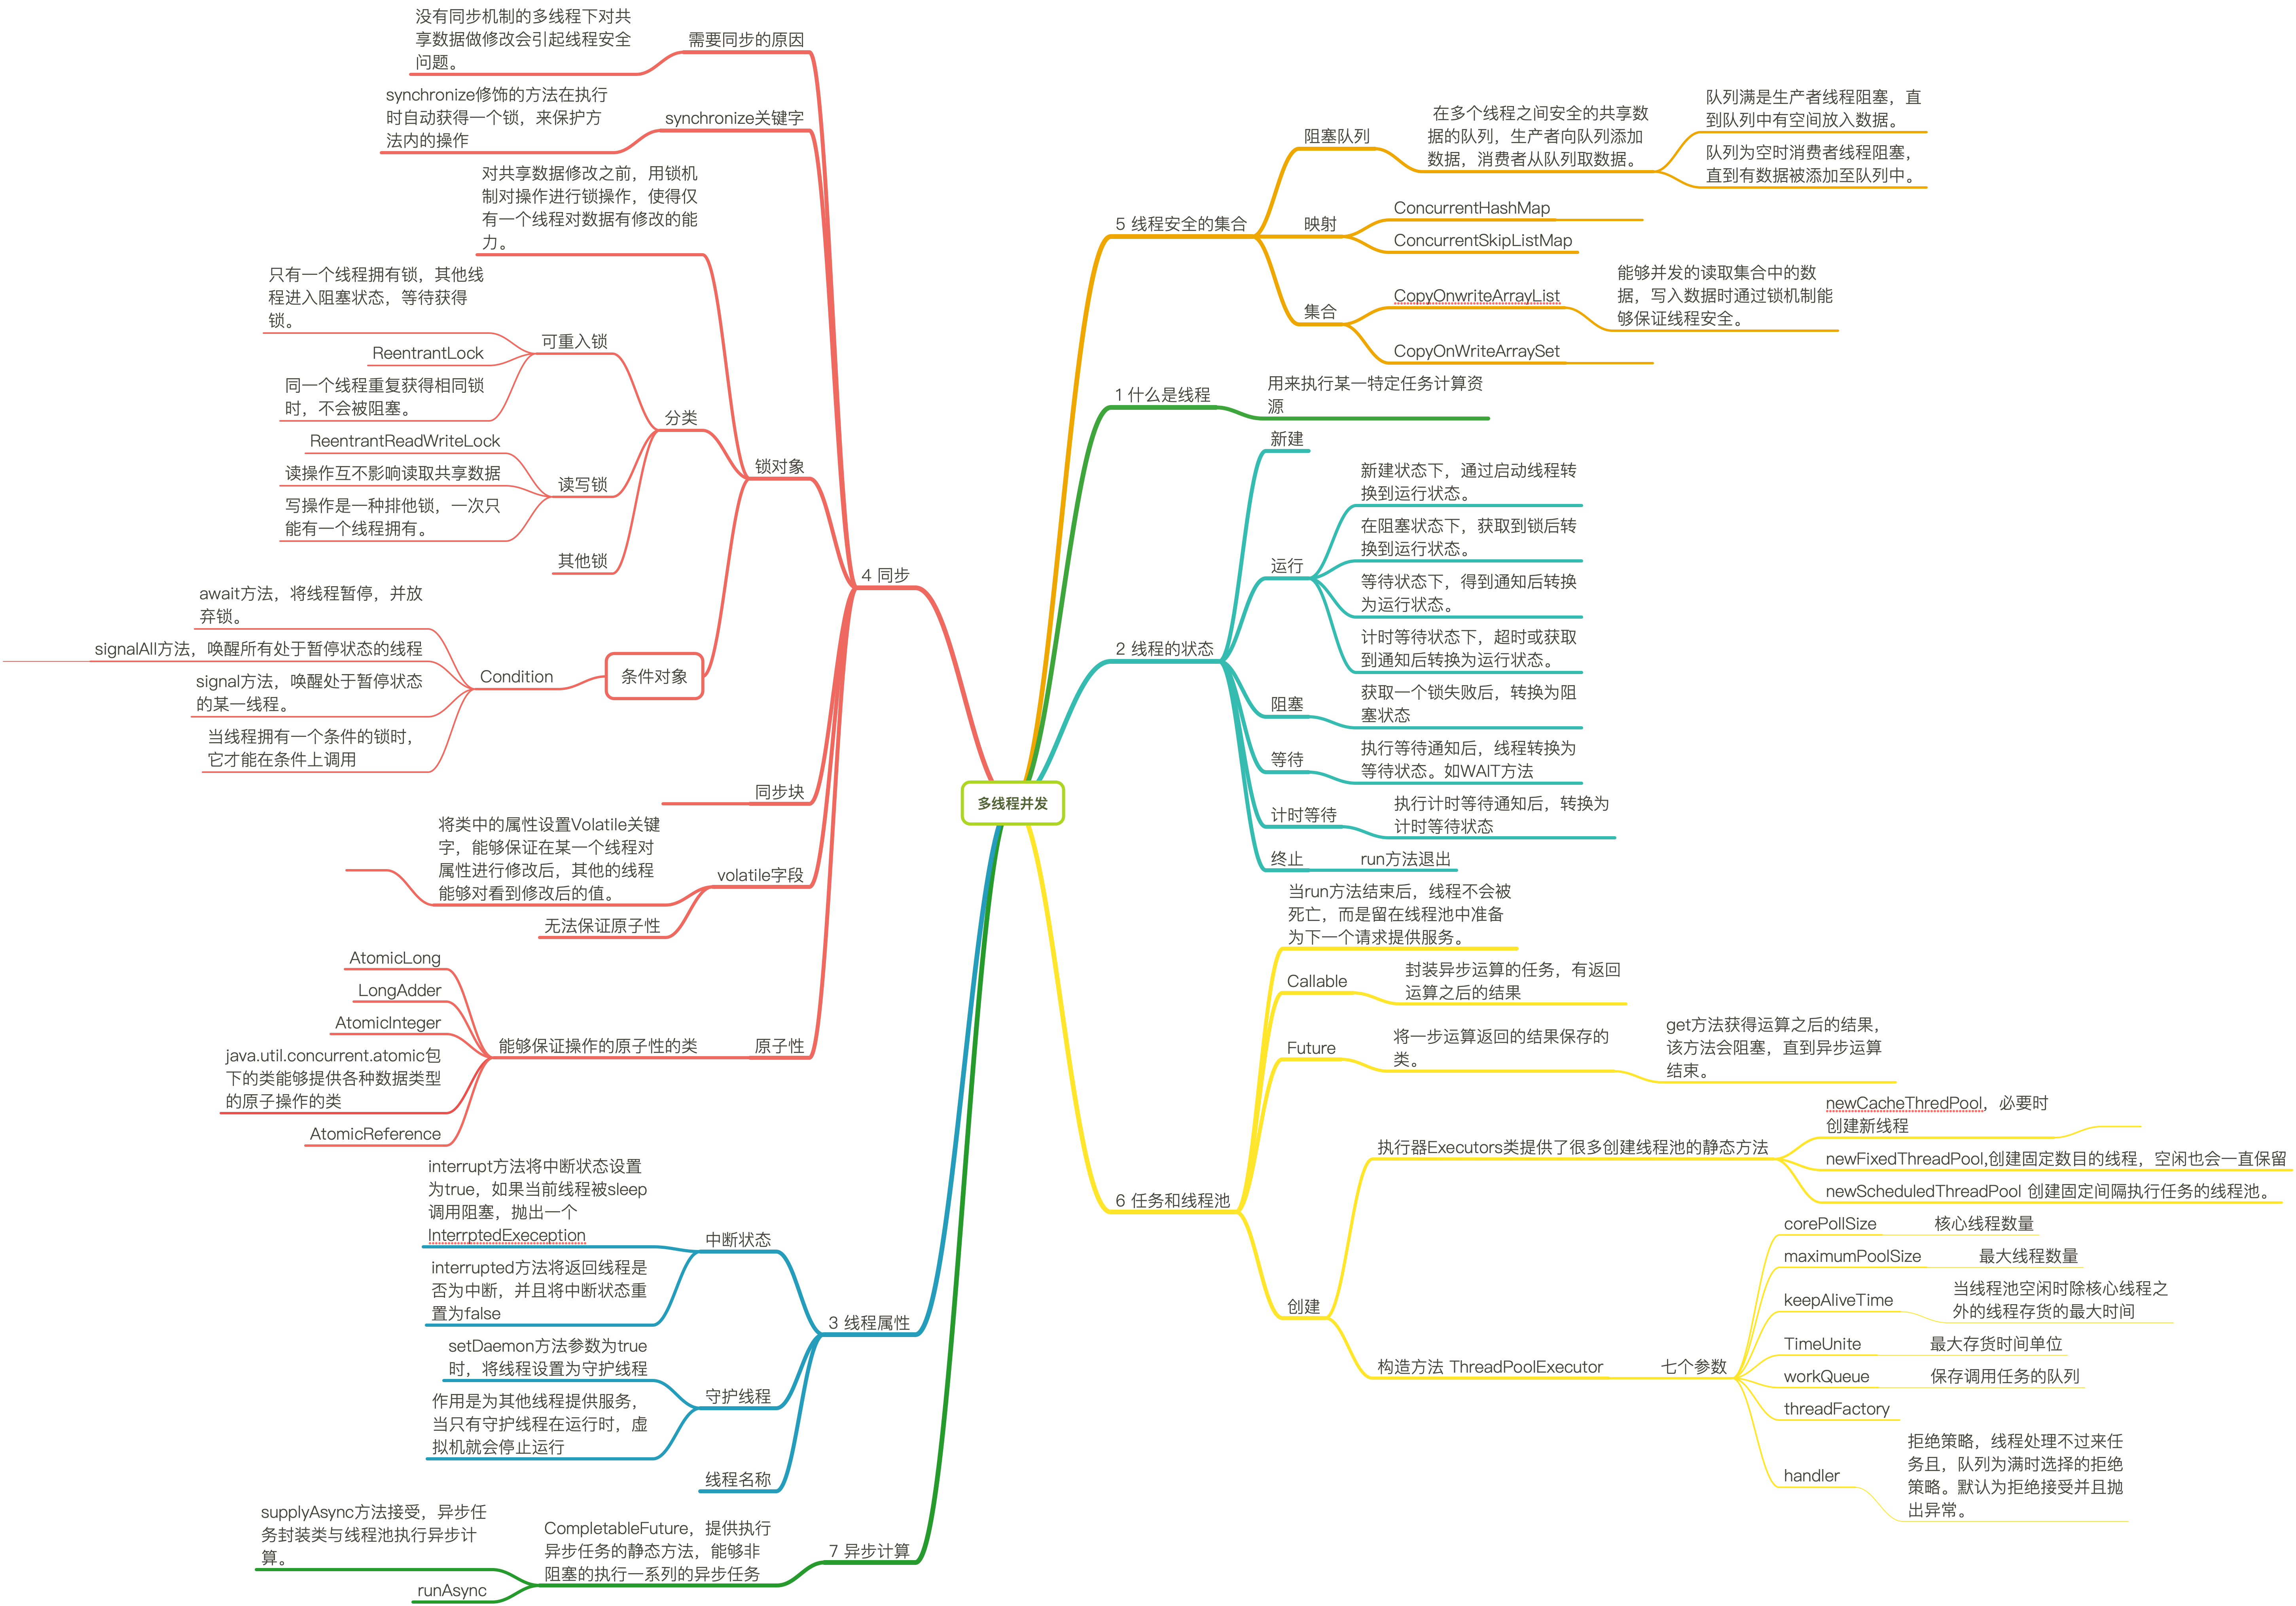 多线程并发
1 什么是线程
用来执行某一特定任务计算资
源
2 线程的状态
新建
运行
新建状态下，通过启动线程转
换到运行状态。
在阻塞状态下，获取到锁后转
换到运行状态。
等待状态下，得到通知后转换
为运行状态。
计时等待状态下，超时或获取
到通知后转换为运行状态。
阻塞
获取一个锁失败后，转换为阻
塞状态
等待
执行等待通知后，线程转换为
等待状态。如WAIT方法
计时等待
执行计时等待通知后，转换为
计时等待状态
终止
run方法退出
3 线程属性
中断状态
interrupt方法将中断状态设置
为true，如果当前线程被sleep
调用阻塞，抛出一个
InterrptedExeception
interrupted方法将返回线程是
否为中断，并且将中断状态重
置为false
守护线程
setDaemon方法参数为true
时，将线程设置为守护线程
作用是为其他线程提供服务，
当只有守护线程在运行时，虚
拟机就会停止运行
线程名称
4 同步
需要同步的原因
没有同步机制的多线程下对共
享数据做修改会引起线程安全
问题。
synchronize关键字
synchronize修饰的方法在执行
时自动获得一个锁，来保护方
法内的操作
锁对象
对共享数据修改之前，用锁机
制对操作进行锁操作，使得仅
有一个线程对数据有修改的能
力。
分类
可重入锁
只有一个线程拥有锁，其他线
程进入阻塞状态，等待获得
锁。
ReentrantLock
同一个线程重复获得相同锁
时，不会被阻塞。
读写锁
ReentrantReadWriteLock
读操作互不影响读取共享数据
写操作是一种排他锁，一次只
能有一个线程拥有。
其他锁
条件对象
Condition
await方法，将线程暂停，并放
弃锁。
signalAll方法，唤醒所有处于暂停状态的线程
signal方法，唤醒处于暂停状态
的某一线程。
当线程拥有一个条件的锁时，
它才能在条件上调用
同步块
volatile字段
将类中的属性设置Volatile关键
字，能够保证在某一个线程对
属性进行修改后，其他的线程
能够对看到修改后的值。
无法保证原子性
原子性
能够保证操作的原子性的类
AtomicLong
LongAdder
AtomicInteger
java.util.concurrent.atomic包
下的类能够提供各种数据类型
的原子操作的类
AtomicReference
5 线程安全的集合
阻塞队列
在多个线程之间安全的共享数
据的队列，生产者向队列添加
数据，消费者从队列取数据。
队列满是生产者线程阻塞，直
到队列中有空间放入数据。
队列为空时消费者线程阻塞，
直到有数据被添加至队列中。
映射
ConcurrentHashMap
ConcurrentSkipListMap
集合
CopyOnwriteArrayList
能够并发的读取集合中的数
据，写入数据时通过锁机制能
够保证线程安全。
CopyOnWriteArraySet
6 任务和线程池
当run方法结束后，线程不会被
死亡，而是留在线程池中准备
为下一个请求提供服务。
Callable
封装异步运算的任务，有返回
运算之后的结果
Future
将一步运算返回的结果保存的
类。
get方法获得运算之后的结果，
该方法会阻塞，直到异步运算
结束。
创建
执行器Executors类提供了很多创建线程池的静态方法
newCacheThredPool，必要时
创建新线程
newFixedThreadPool,创建固定数目的线程，空闲也会一直保留
newScheduledThreadPool 创建固定间隔执行任务的线程池。
构造方法 ThreadPoolExecutor
七个参数
corePollSize
核心线程数量
maximumPoolSize
最大线程数量
keepAliveTime
当线程池空闲时除核心线程之
外的线程存货的最大时间
TimeUnite
最大存货时间单位
workQueue
保存调用任务的队列
threadFactory
handler
拒绝策略，线程处理不过来任
务且，队列为满时选择的拒绝
策略。默认为拒绝接受并且抛
出异常。
7 异步计算
CompletableFuture，提供执行
异步任务的静态方法，能够非
阻塞的执行一系列的异步任务
supplyAsync方法接受，异步任
务封装类与线程池执行异步计
算。
runAsync